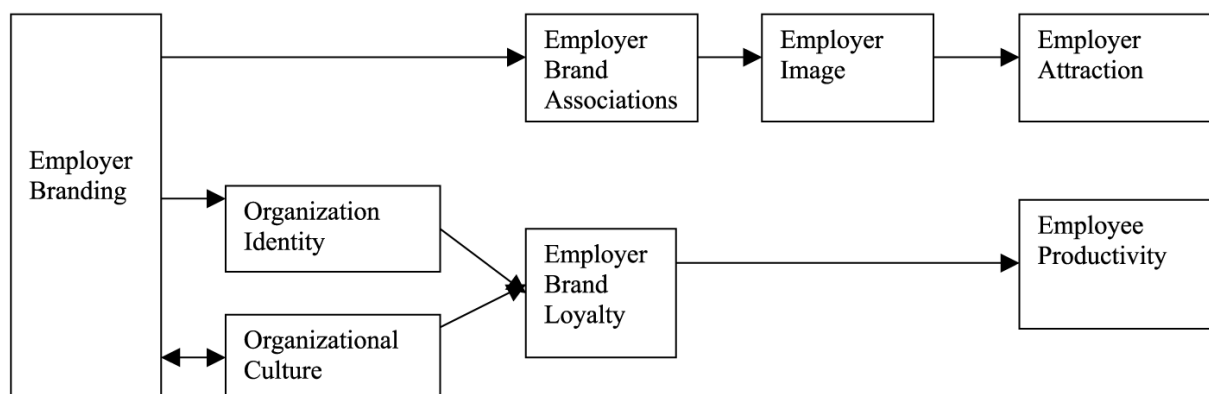 Employer
Branding
Employer
Brand
Associations
Employer
Image
Employer
Attraction
Organization
Identity
Organizational
Culture
Employer
Brand
Loyalty
Employee
Productivity